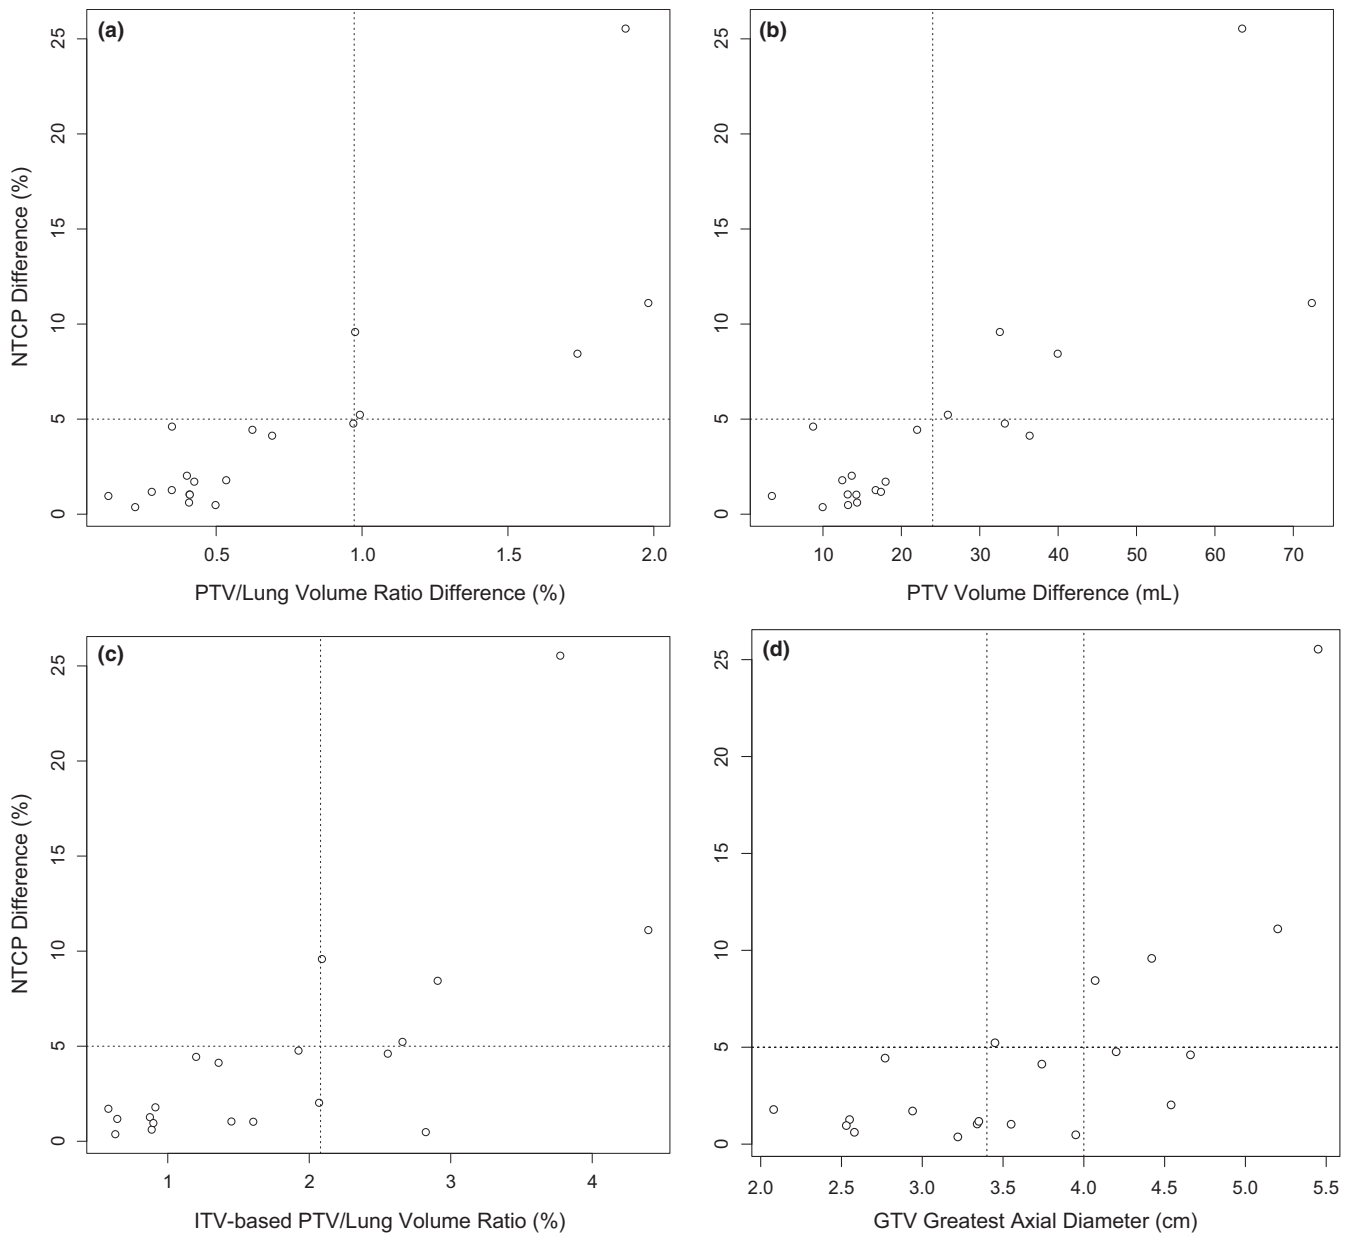 (a)
NTCP Difference (%)
0 5 10 15 20 25
0.5 1.0 1.5 2.0
PTV/Lung Volume Ratio Difference (%)
(b)
0 5 10 15 20 25
10 20 30 40 50 60 70
PTV Volume Difference (mL)
(c)
NTCP Difference (%)
0 5 10 15 20 25
1 2 3 4
ITV-based PTV/Lung Volume Ratio (%)
(d)
0 5 10 15 20 25
2.0 2.5 3.0 3.5 4.0 4.5 5.0 5.5
GTV Greatest Axial Diameter (cm)